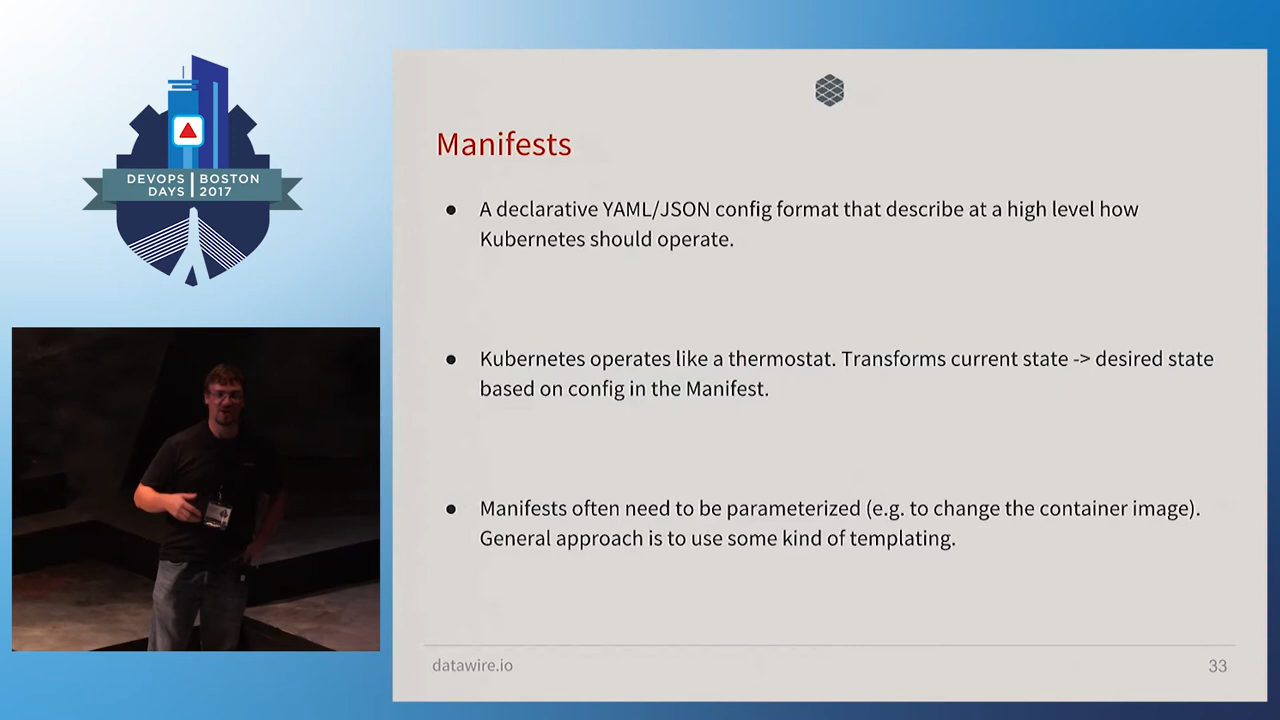 DEVOPS BOSTON
DAYS 2017
Manifests
● A declarative YAML/JSON config format that describe at a high level how
Kubernetes should operate.
● Kubernetes operates like a thermostat. Transforms current state -> desired state
based on config in the Manifest.
● Manifests often need to be parameterized (e.g. to change the container image).
General approach is to use some kind of templating.
datawire.io
33